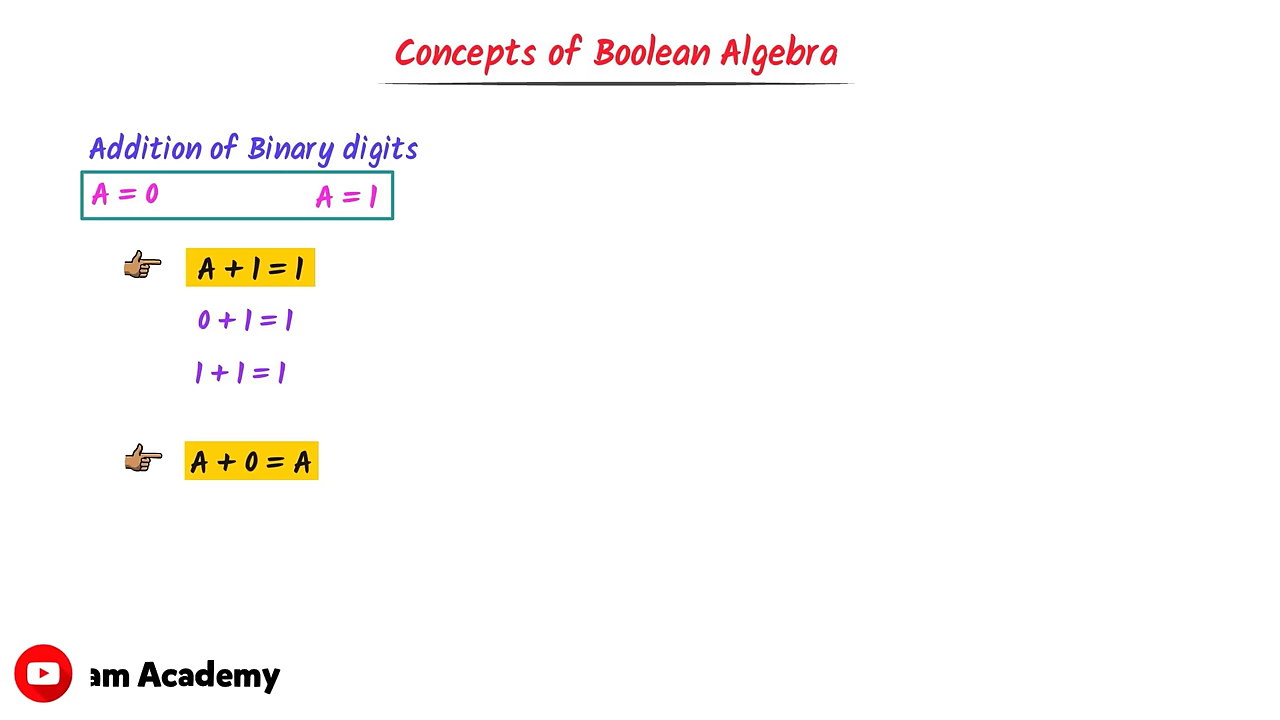 Concepts of Boolean Algebra
Addition of Binary digits
A = 0 A = 1
A + 1 = 1
0 + 1 = 1
1 + 1 = 1
A + 0 = A
am Academy